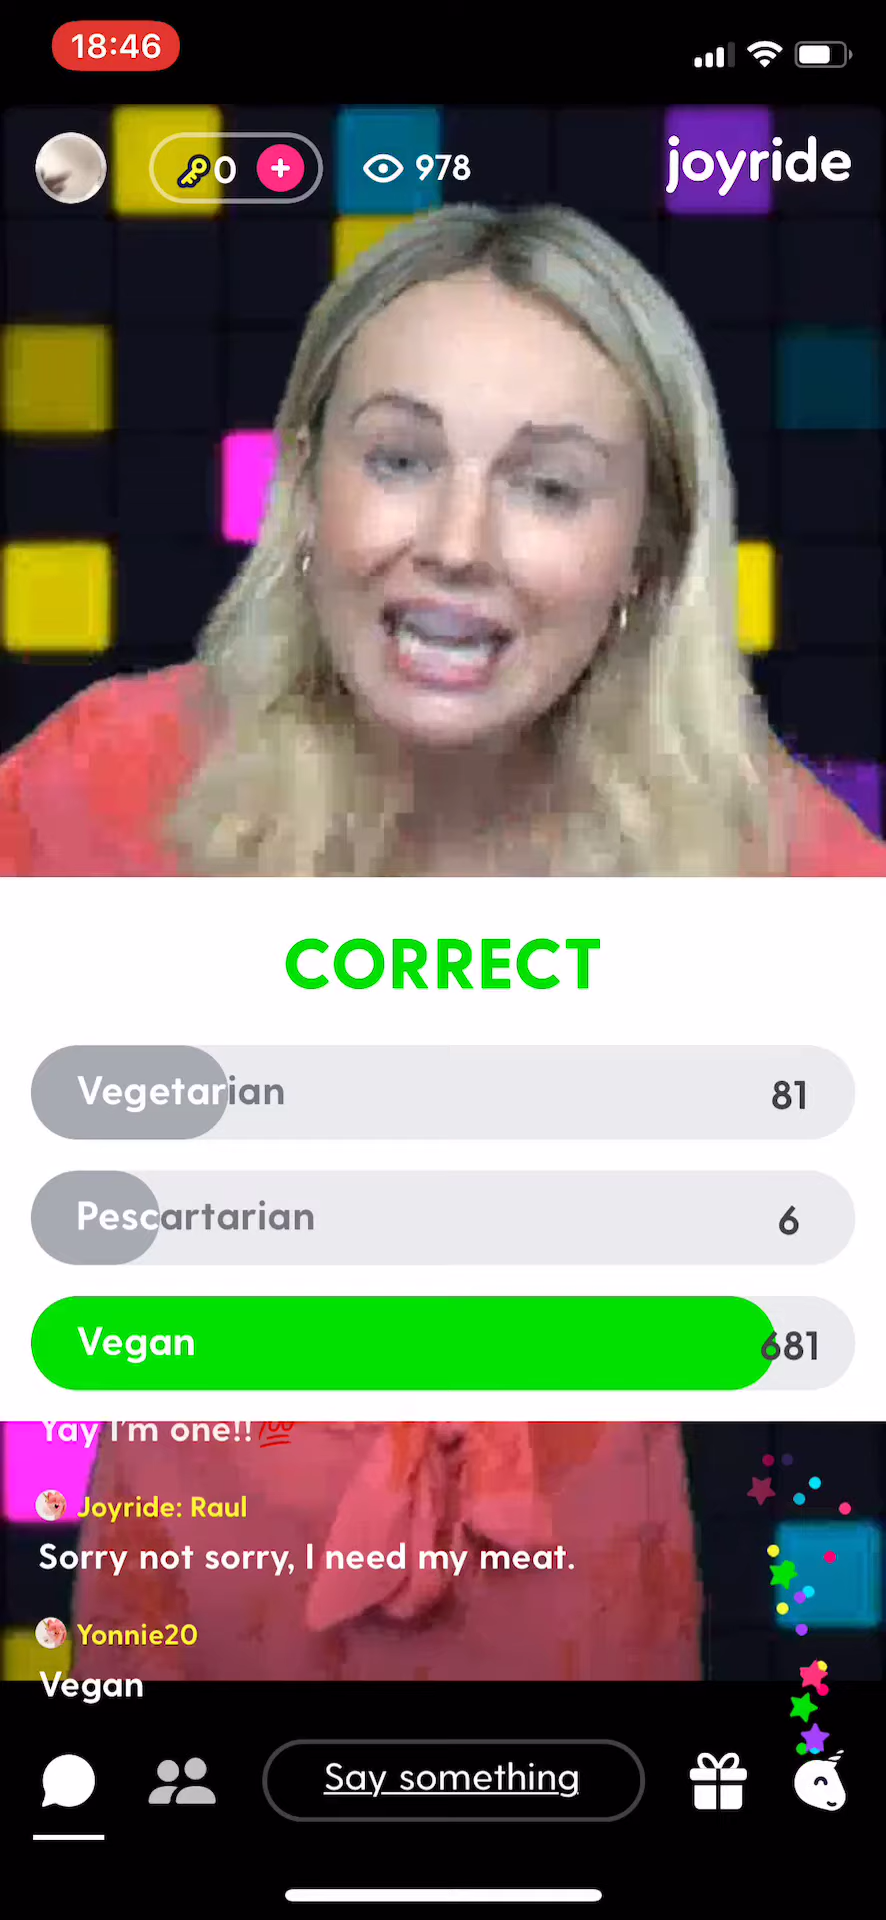 18:46
0 + 978 joyride
CORRECT
Vegetarian 81
Pescartarian 6
Vegan 681
Yay I'm one!!💯
Joyride: Raul
Sorry not sorry, I need my meat.
Yonnie20
Vegan
Say something